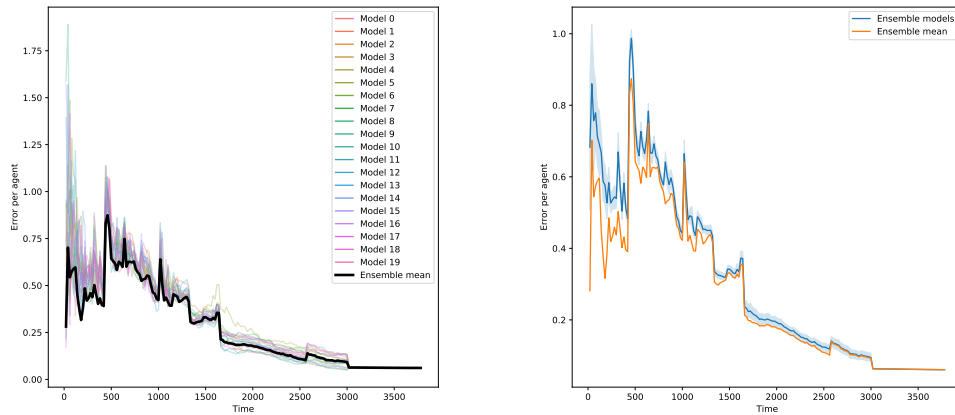 1.75
1.50
1.25
1.00
0.75
0.50
0.25
0.00
Error per agent
0
500
1000
1500
2000
2500
3000
3500
Time
Model 0
Model 1
Model 2
Model 3
Model 4
Model 5
Model 6
Model 7
Model 8
Model 9
Model 10
Model 11
Model 12
Model 13
Model 14
Model 15
Model 16
Model 17
Model 18
Model 19
Ensemble mean
1.0
0.8
0.6
0.4
0.2
Error per agent
0
500
1000
1500
2000
2500
3000
3500
Time
Ensemble models
Ensemble mean